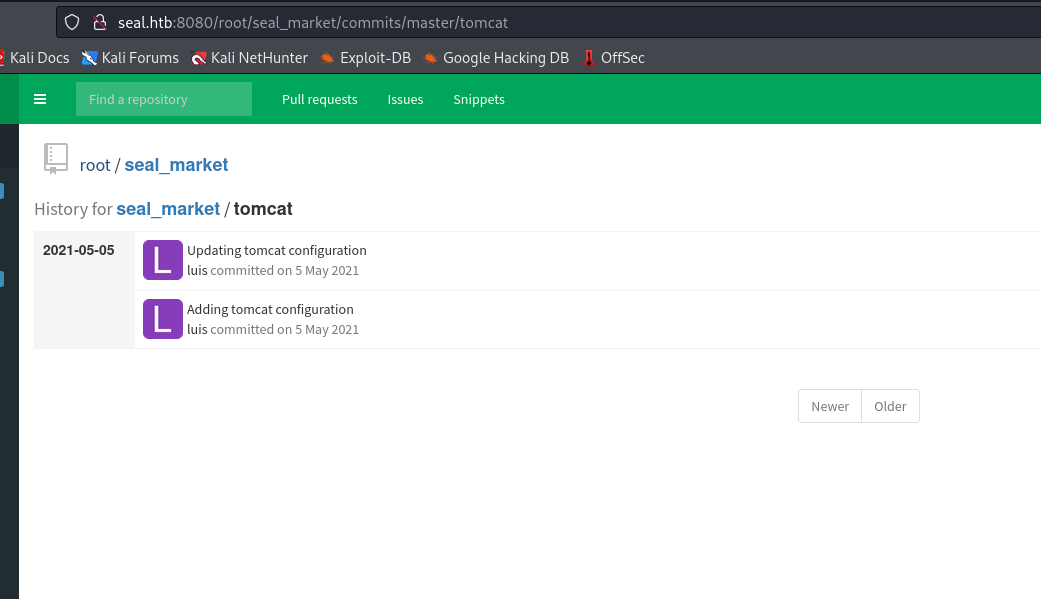 seal.htb:8080/root/seal_market/commits/master/tomcat
Kali Docs Kali Forums Kali NetHunter Exploit-DB Google Hacking DB OffSec
Find a repository Pull requests Issues Snippets
root / seal_market
History for seal_market / tomcat
2021-05-05
L Updating tomcat configuration
luis committed on 5 May 2021
L Adding tomcat configuration
luis committed on 5 May 2021
Newer Older